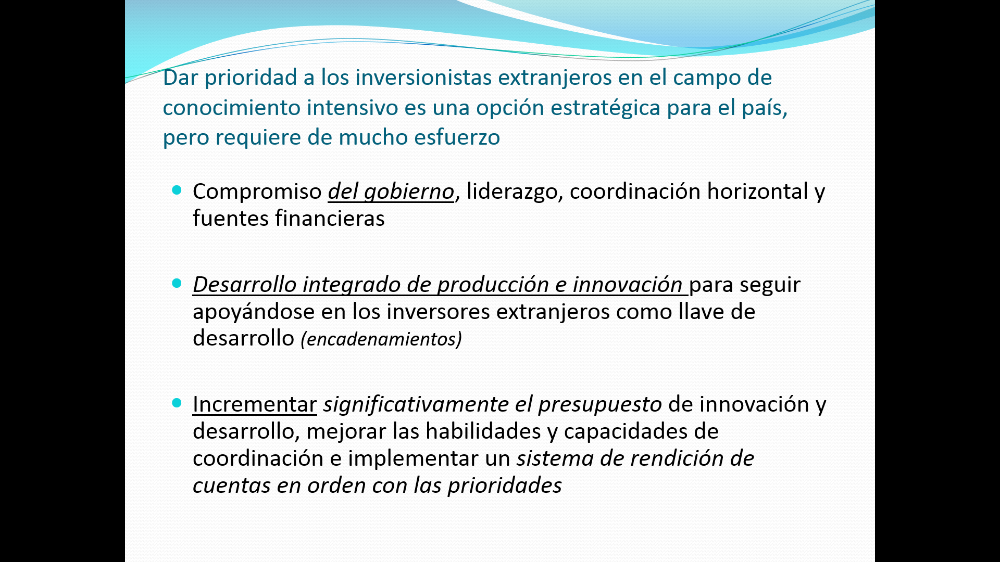 Dar prioridad a los inversionistas extranjeros en el campo de
conocimiento intensivo es una opción estratégica para el país,
pero requiere de mucho esfuerzo
Compromiso del gobierno, liderazgo, coordinación horizontal y
fuentes financieras
Desarrollo integrado de producción e innovación para seguir
apoyándose en los inversores extranjeros como llave de
desarrollo (encadenamientos)
Incrementar significativamente el presupuesto de innovación y
desarrollo, mejorar las habilidades y capacidades de
coordinación e implementar un sistema de rendición de
cuentas en orden con las prioridades